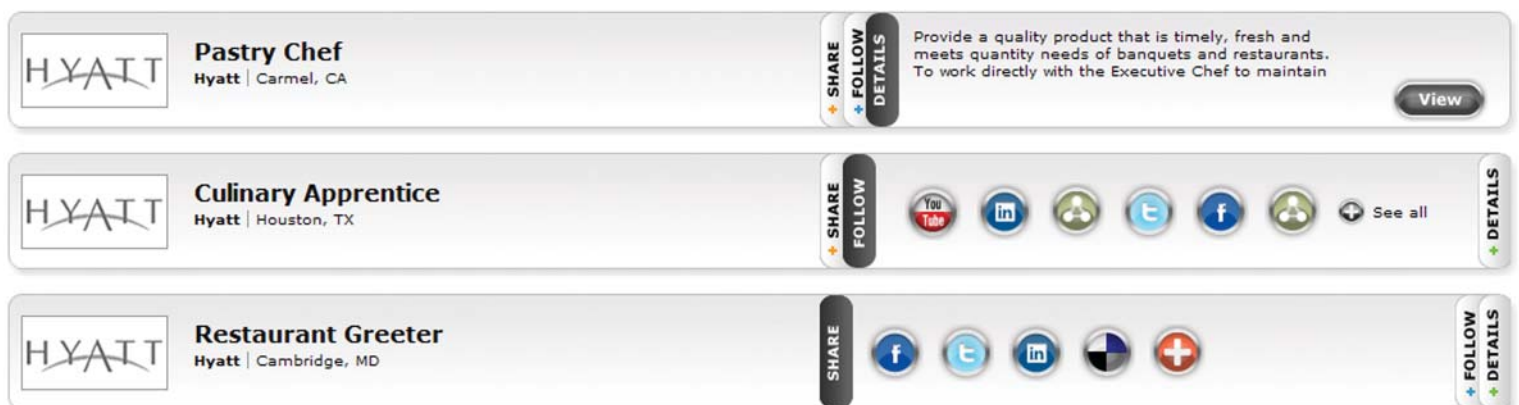 HYATT
Pastry Chef
Hyatt | Carmel, CA
+ SHARE
+ FOLLOW
DETAILS
Provide a quality product that is timely, fresh and
meets quantity needs of banquets and restaurants.
To work directly with the Executive Chef to maintain
View
HYATT
Culinary Apprentice
Hyatt | Houston, TX
+ SHARE
FOLLOW
You
Tube
in
t
f
See all
+ DETAILS
HYATT
Restaurant Greeter
Hyatt | Cambridge, MD
SHARE
f
t
in
+ FOLLOW
+ DETAILS